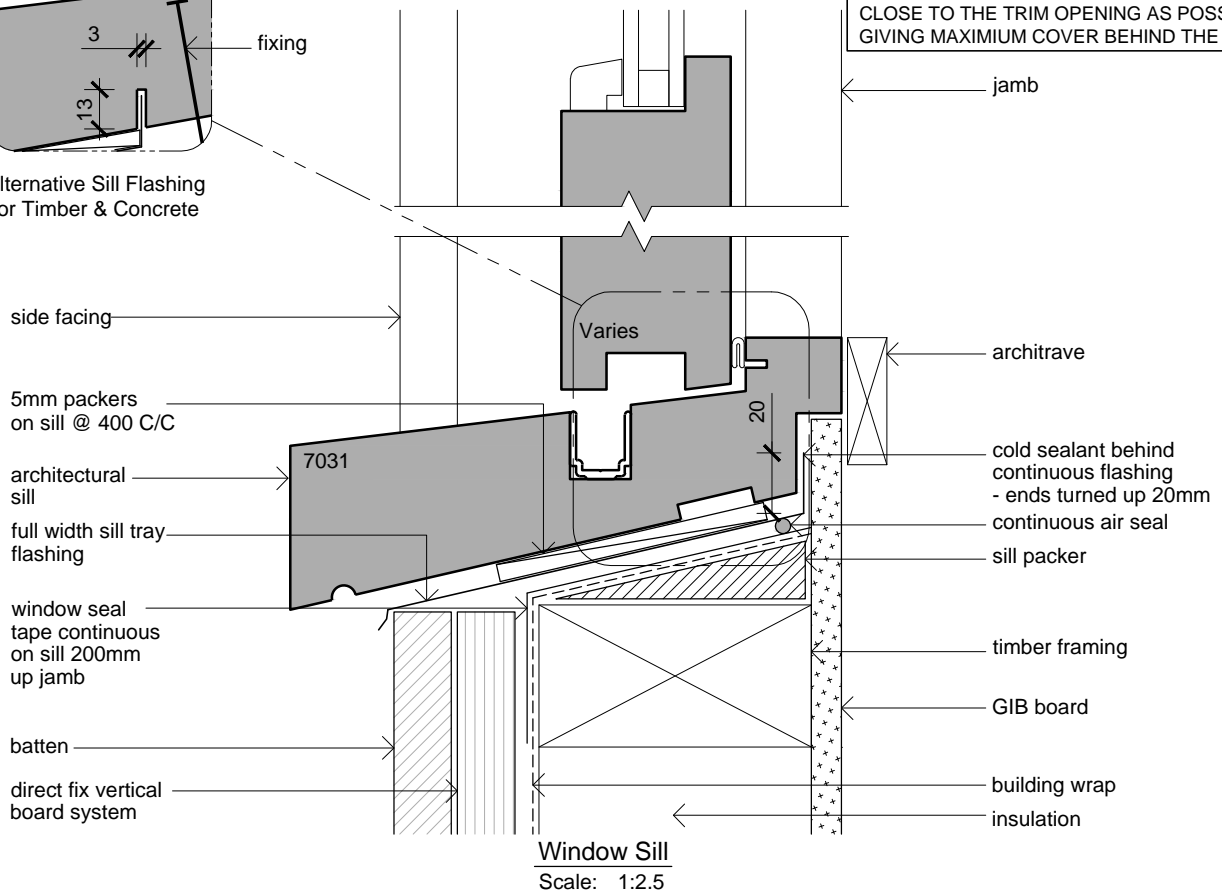 CLOSE TO THE TRIM OPENING AS
GIVING MAXIMIUM COVER BEHIND THE
3
fixing
13
jamb
Sill Flashing
Timber & Concrete
side facing
Varies
architrave
5mm packers
on sill @ 400 C/C
20
7031
architectural
sill
cold sealant behind
continuous flashing
- ends turned up 20mm
full width sill tray
flashing
continuous air seal
sill packer
window seal
tape continuous
on sill 200mm
up jamb
timber framing
GIB board
batten
direct fix vertical
board system
building wrap
insulation
Window Sill
Scale: 1:2.5